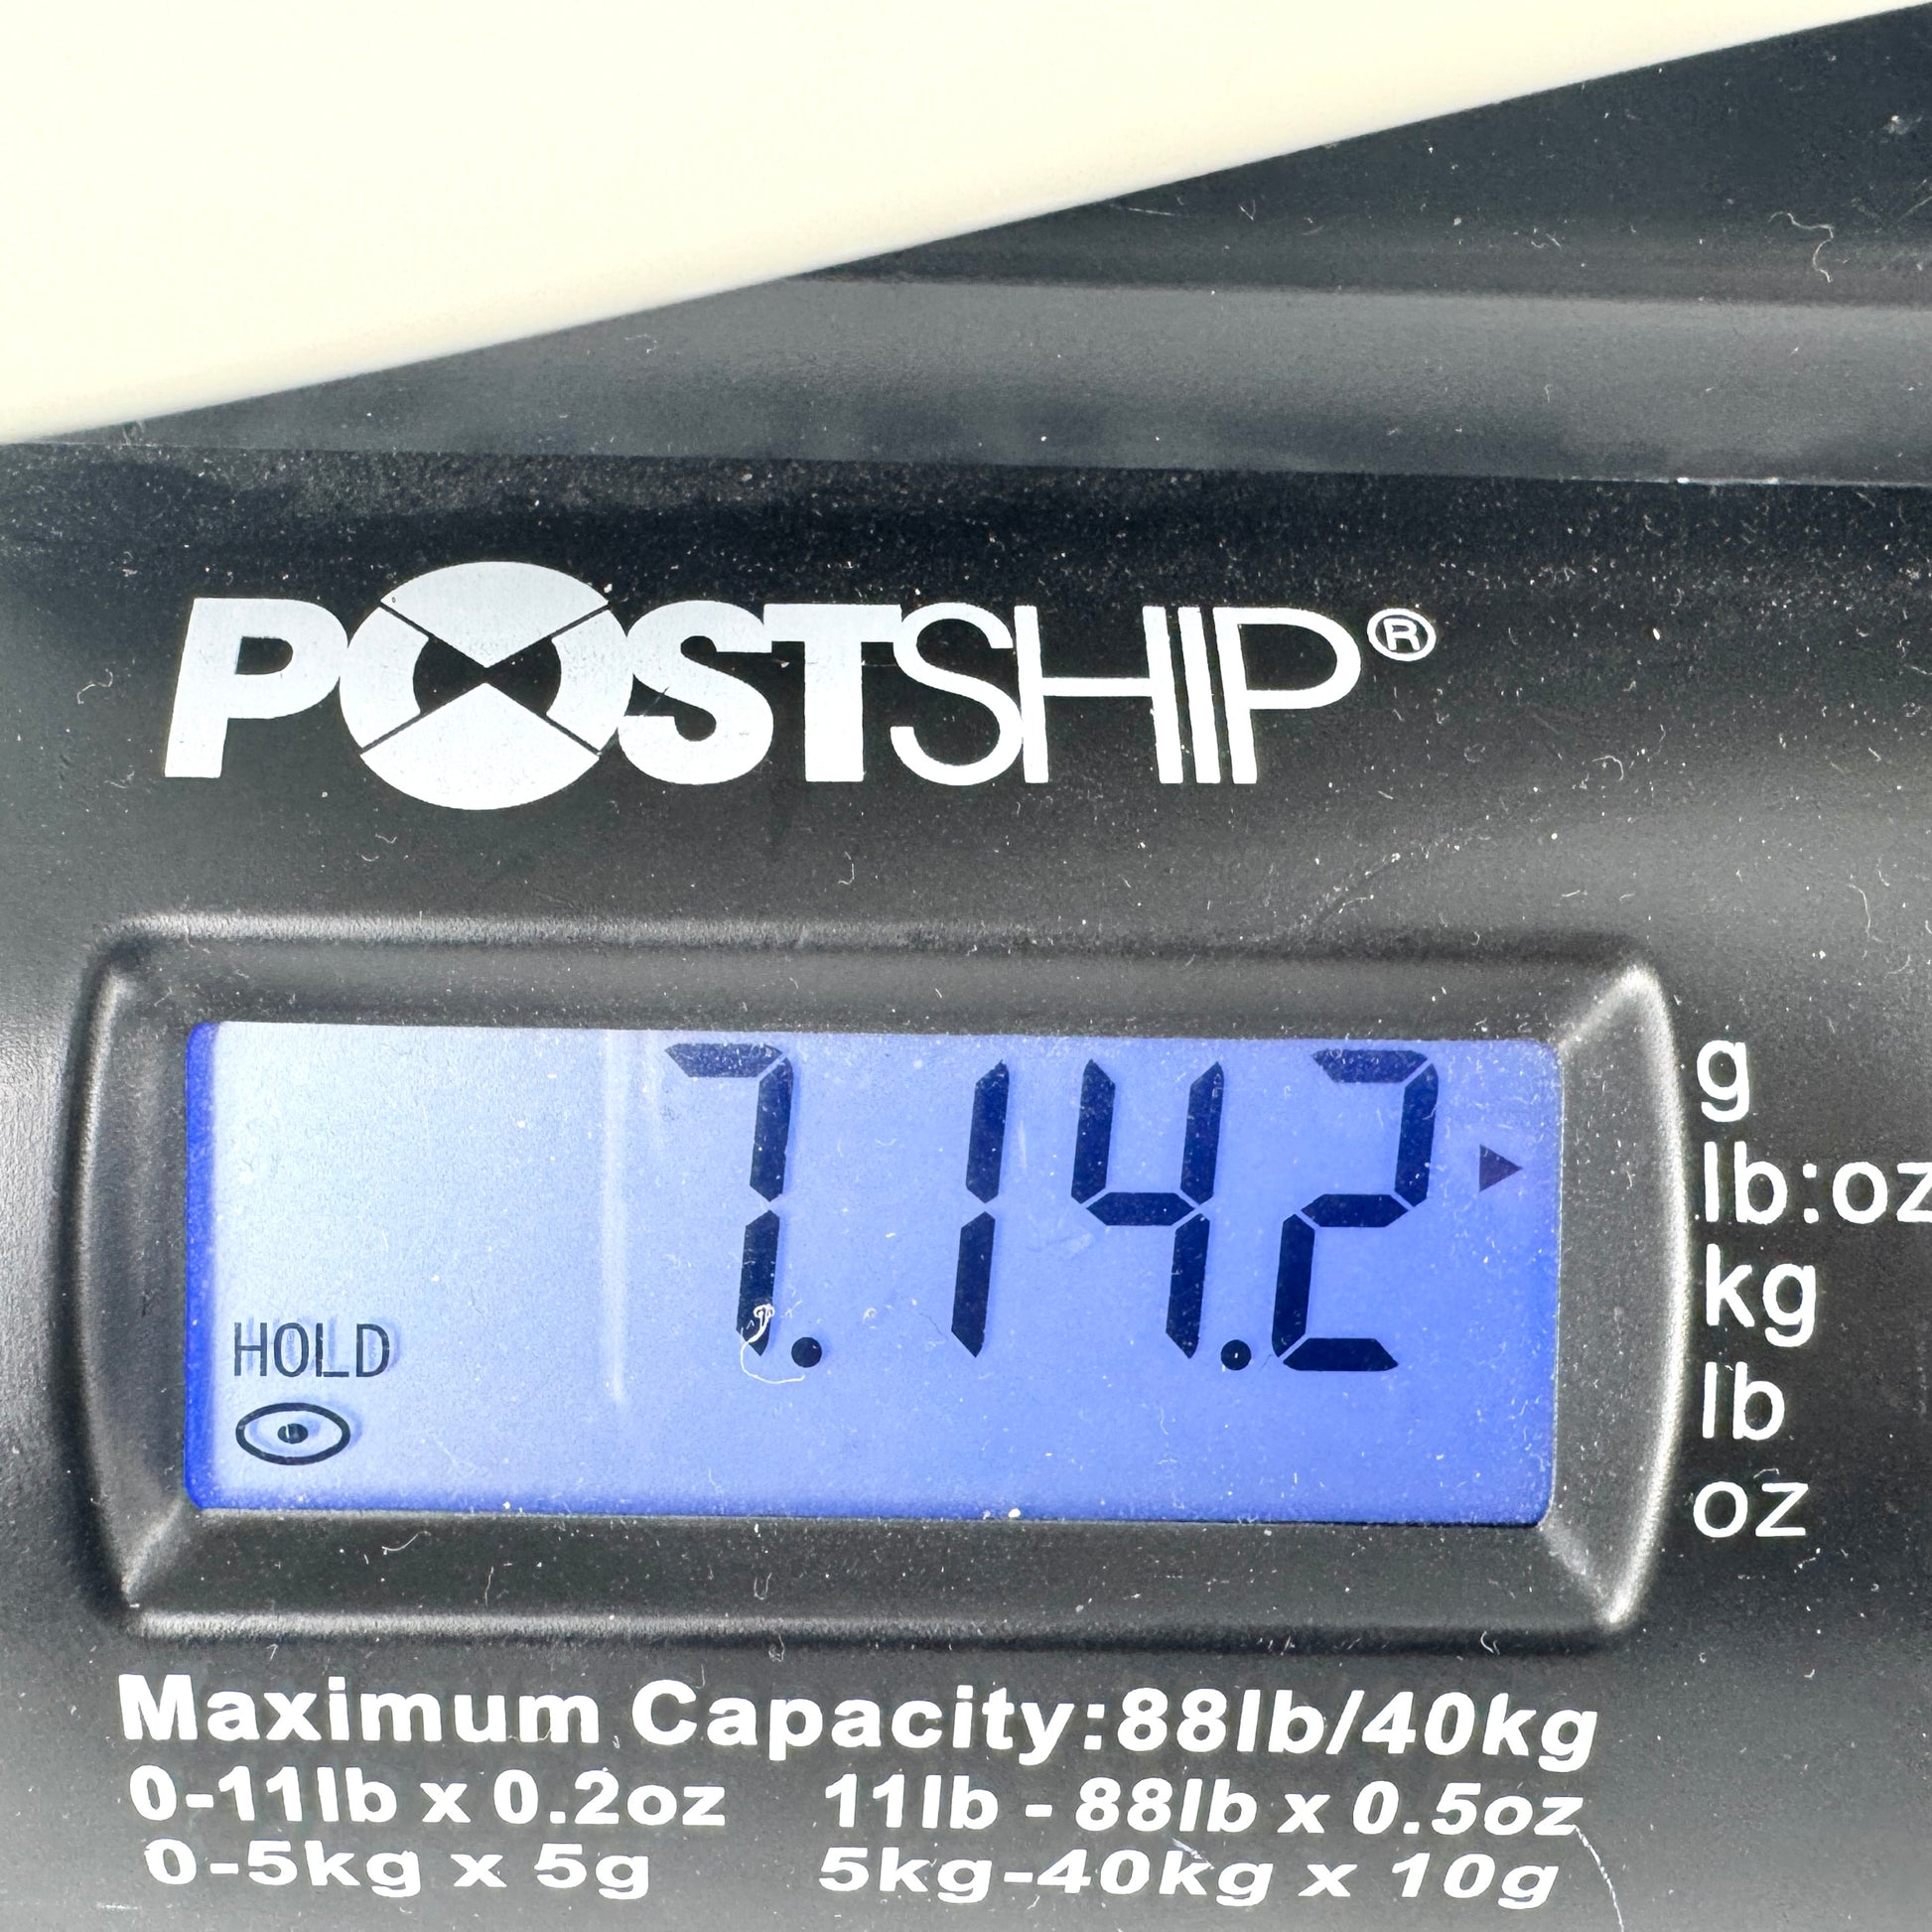 POSTSHIP®
7.14.2
g
lb:oz
kg
lb
oz
HOLD
Maximum Capacity:88lb/40kg
0-11lb x 0.2oz 11lb - 88lb x 0.5oz
0-5kg x 5g 5kg-40kg x 10g